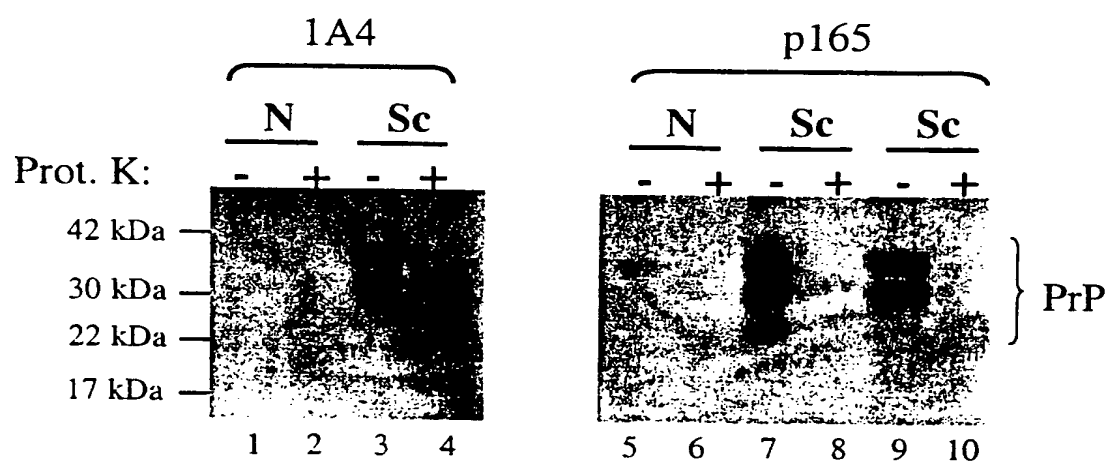 1A4 p165
N Sc N Sc Sc
Prot. K: - + - + - + - + - +
42 kDa
30 kDa
22 kDa
17 kDa
PrP
1 2 3 4 5 6 7 8 9 10